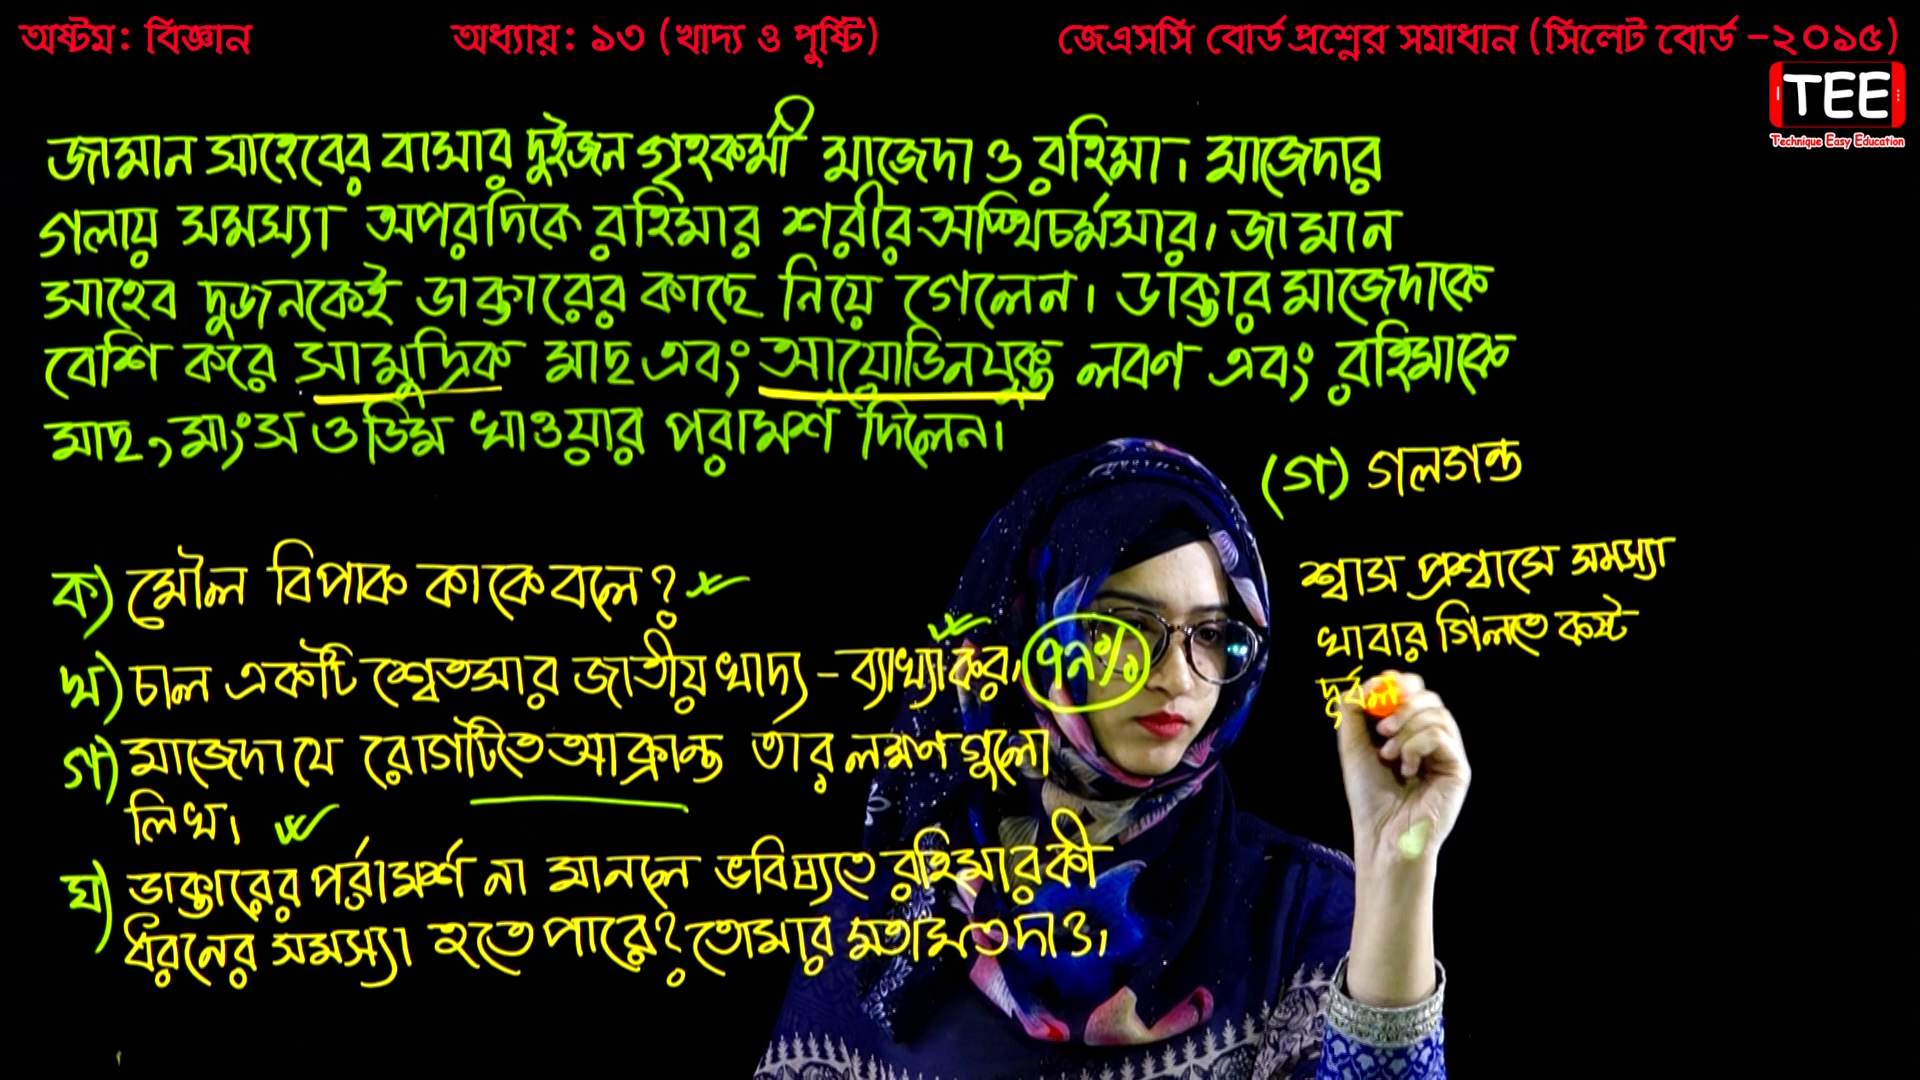 অষ্টম: বিজ্ঞান
অধ্যায়: ১৩ (খাদ্য ও পুষ্টি)
জেএসসি বোর্ড প্রশ্নের সমাধান (সিলেট বোর্ড -২০১৫)
TEE
Technique Easy Education
জামান সাহেবের বাসার দুইজন গৃহকর্মী মাজেদা ও রহিমা। মাজেদার
গলায় সমস্যা অপরদিকে রহিমার শরীর অস্থিচর্মসার। জামান
সাহেব দুজনকেই ডাক্তারের কাছে নিয়ে গেলেন। ডাক্তার মাজেদাকে
বেশি করে সামুদ্রিক মাছ এবং আয়োডিনযুক্ত লবণ এবং রহিমাকে
মাছ, মাংস ও ডিম খাওয়ার পরামর্শ দিলেন।
ক) মৌল বিপাক কাকে বলে?
খ) চাল একটি শ্বেতসার জাতীয় খাদ্য - ব্যাখ্যা কর। ৭৯%
গ) মাজেদা যে রোগটিতে আক্রান্ত তার লক্ষণ গুলো
লিখ।
ঘ) ডাক্তারের পর্রামর্শ না মানলে ভবিষ্যতে রহিমার কী
ধরনের সমস্যা হতে পারে? তোমার মতামত দাও।
(গ) গলগন্ড
শ্বাস প্রশ্বাসে সমস্যা
খাবার গিলতে কষ্ট
দুর্বল